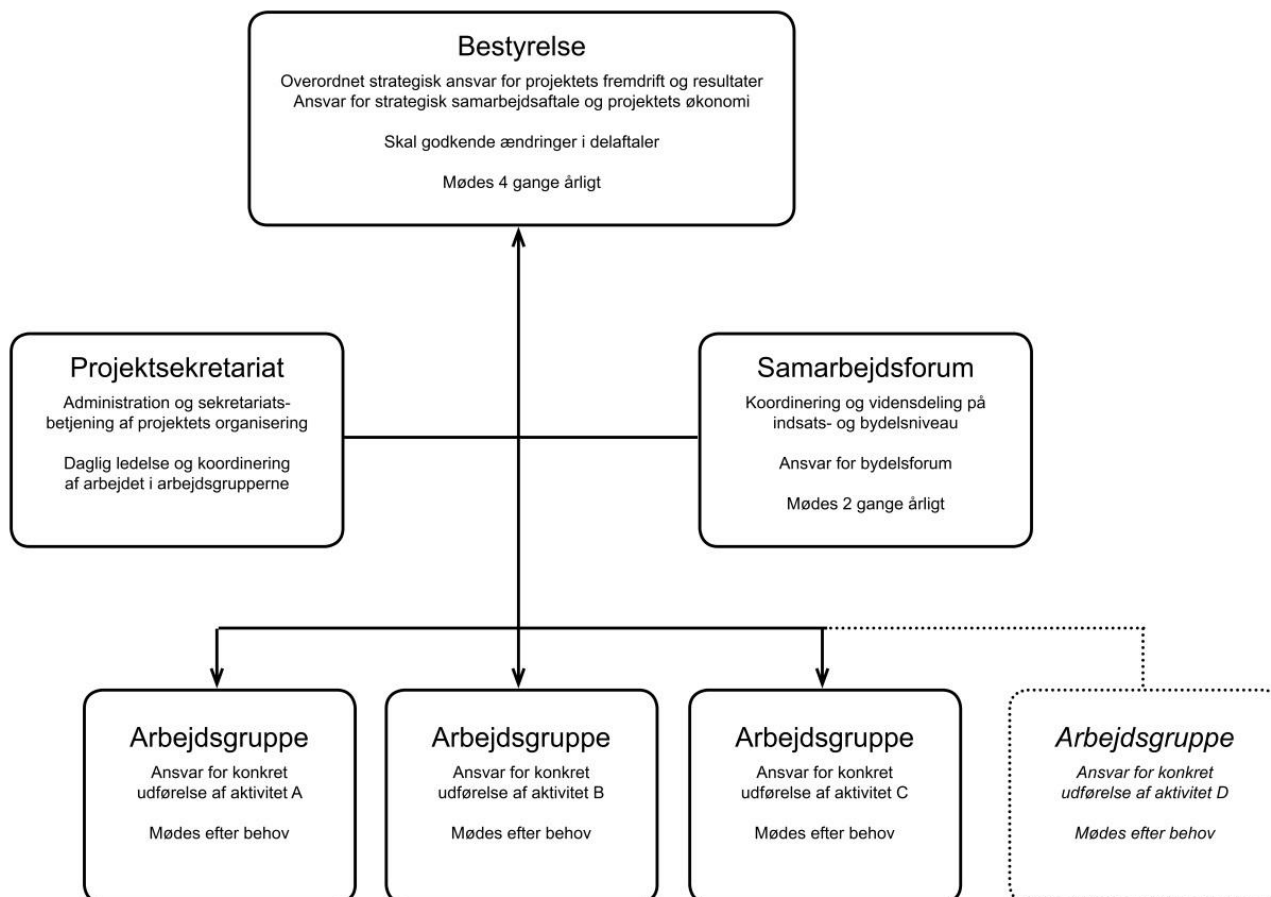 Bestyrelse
Overordnet strategisk ansvar for projektets fremdrift og resultater
Ansvar for strategisk samarbejdsaftale og projektets økonomi
Skal godkende ændringer i delaftaler
Mødes 4 gange årligt
Projektsekretariat
Administration og sekretariats-
betjening af projektets organisering
Daglig ledelse og koordinering
af arbejdet i arbejdsgrupperne
Samarbejdsforum
Koordinering og vidensdeling på
indsats- og bydelsniveau
Ansvar for bydelsforum
Mødes 2 gange årligt
Arbejdsgruppe
Ansvar for konkret
udførelse af aktivitet A
Mødes efter behov
Arbejdsgruppe
Ansvar for konkret
udførelse af aktivitet B
Mødes efter behov
Arbejdsgruppe
Ansvar for konkret
udførelse af aktivitet C
Mødes efter behov
Arbejdsgruppe
Ansvar for konkret
udførelse af aktivitet D
Mødes efter behov